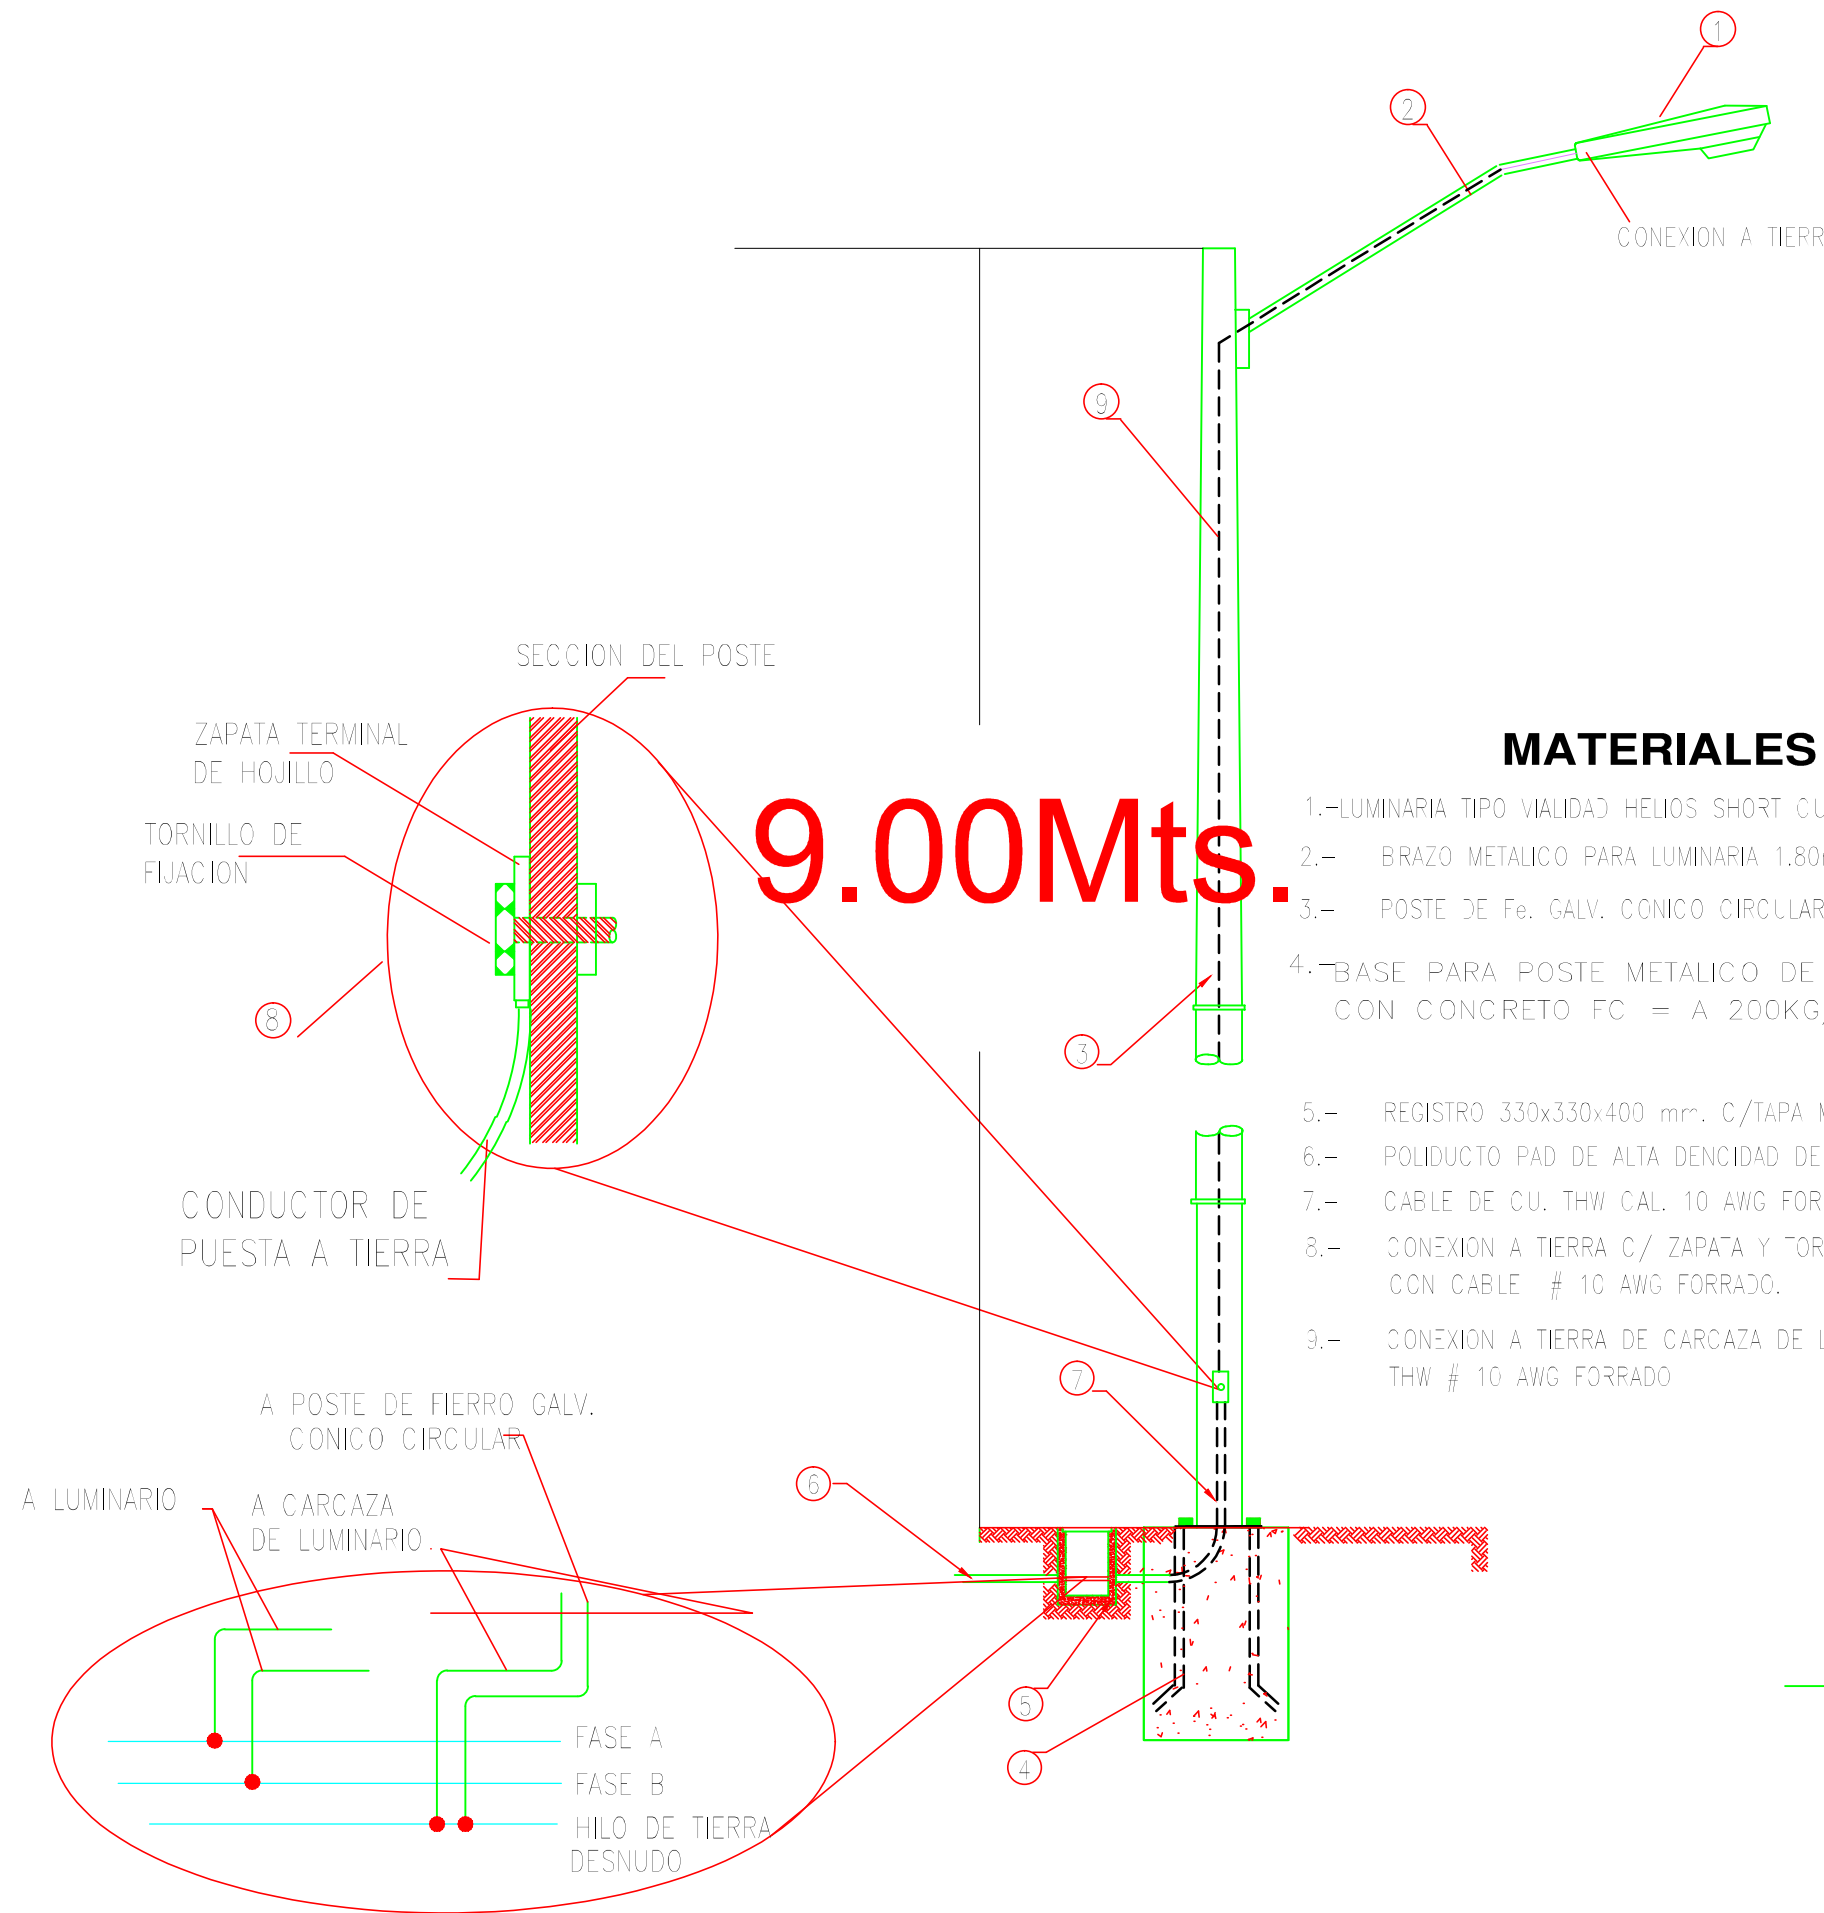 1
2
CONEXION A TIERR
9
SECCION DEL POSTE
ZAPATA TERMINAL
DE HOJILLO
TORNILLO DE
FIJACION
8
CONDUCTOR DE
PUESTA A TIERRA
9.00Mts.
3
MATERIALES
1.-LUMINARIA TIPO VIALIDAD HELIOS SHORT CU
2.- BRAZO METALICO PARA LUMINARIA 1.80
3.- POSTE DE Fe. GALV. CONICO CIRCULAR
4.-BASE PARA POSTE METALICO DE
CON CONCRETO FC = A 200KG/
5.- REGISTRO 330x330x400 mm. C/TAPA M
6.- POLIDUCTO PAD DE ALTA DENCIDAD DE
7.- CABLE DE CU. THW CAL. 10 AWG FOR
8.- CONEXION A TIERRA C/ ZAPATA Y TOR
CON CABLE # 10 AWG FORRADO.
9.- CONEXION A TIERRA DE CARCAZA DE L
THW # 10 AWG FORRADO
7
A POSTE DE FIERRO GALV.
CONICO CIRCULAR
A LUMINARIO
A CARCAZA
DE LUMINARIO
6
5
4
FASE A
FASE B
HILO DE TIERRA
DESNUDO